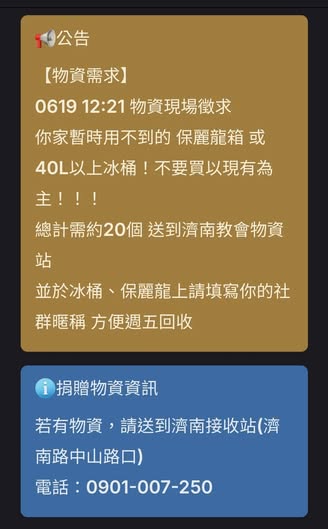 📢公告
【物資需求】
0619 12:21 物資現場徵求
你家暫時用不到的 保麗龍箱 或
40L以上冰桶！不要買以現有為
主！！！
總計需約20個 送到濟南教會物資
站
並於冰桶、保麗龍上請填寫你的社
群暱稱 方便週五回收
ℹ️捐贈物資資訊
若有物資，請送到濟南接收站(濟
南路中山路口)
電話：0901-007-250